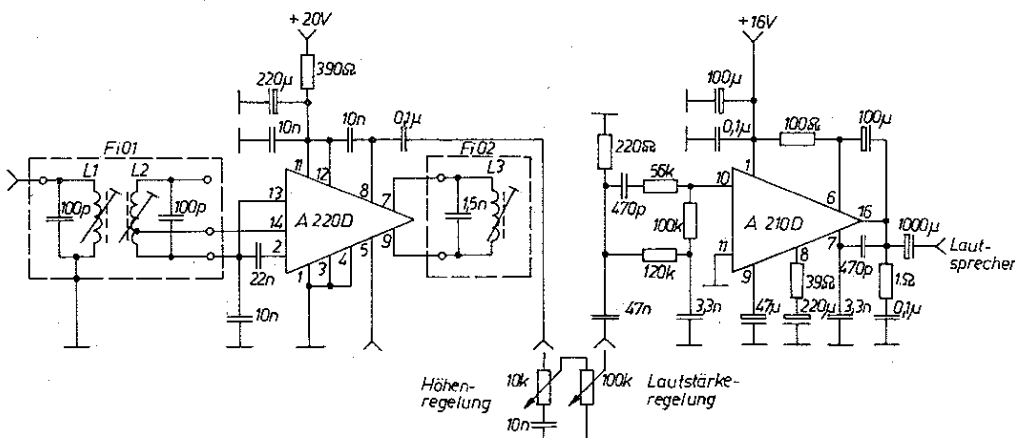 +20V
390Ω
220µ
10n
10n
0,1µ
Fi01
L1
L2
100p
100p
11
12
13
14
2
8
7
9
A 220D
1
3
4
5
22n
10n
Fi02
L3
1,5n
+16V
100µ
0,1µ
100Ω
100µ
220Ω
56k
470p
100k
120k
47n
3,3n
1
10
11
6
16
7
8
9
A 210D
1000µ
470p
39Ω
1Ω
47µ
220µ
3,3n
0,1µ
Laut-
sprecher
Höhen-
regelung
10k
100k
10n
Lautstärke-
regelung